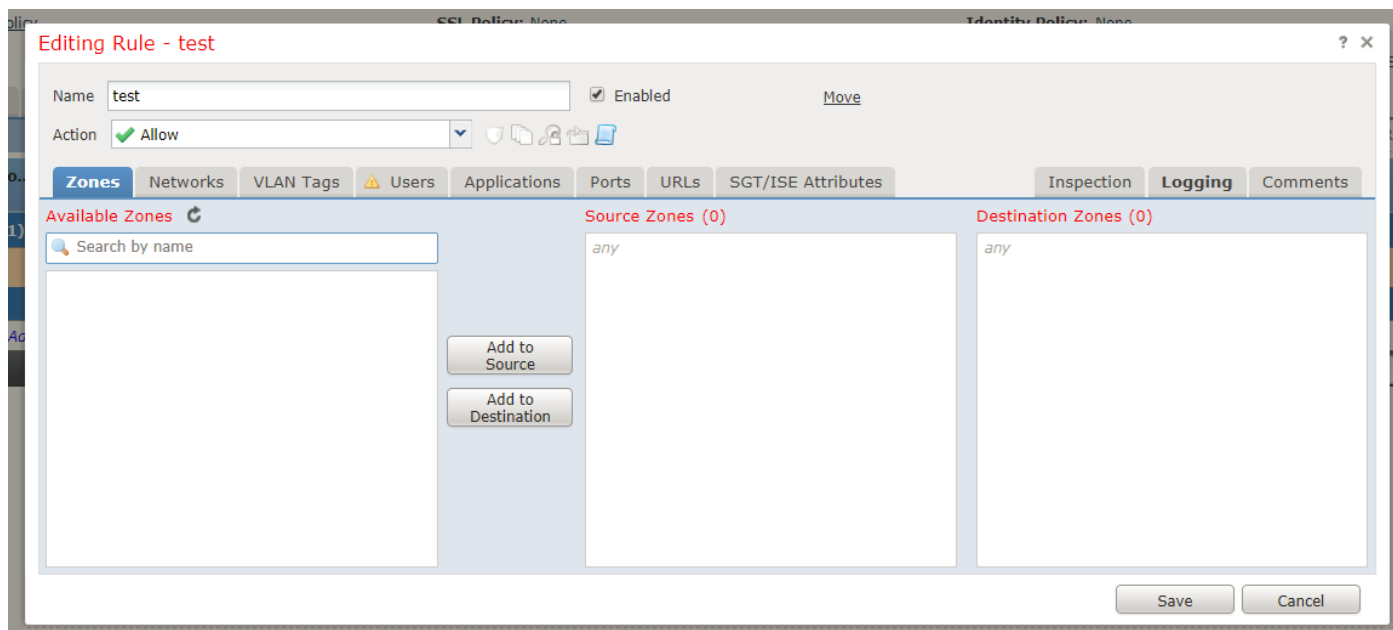 SSL Policy: None
Identity Policy: None
Editing Rule - test
?
Name test
Enabled
Move
Action Allow
Zones Networks VLAN Tags Users Applications Ports URLs SGT/ISE Attributes Inspection Logging Comments
Available Zones
Source Zones (0)
Destination Zones (0)
Search by name
any
any
Add to
Source
Add to
Destination
Save
Cancel